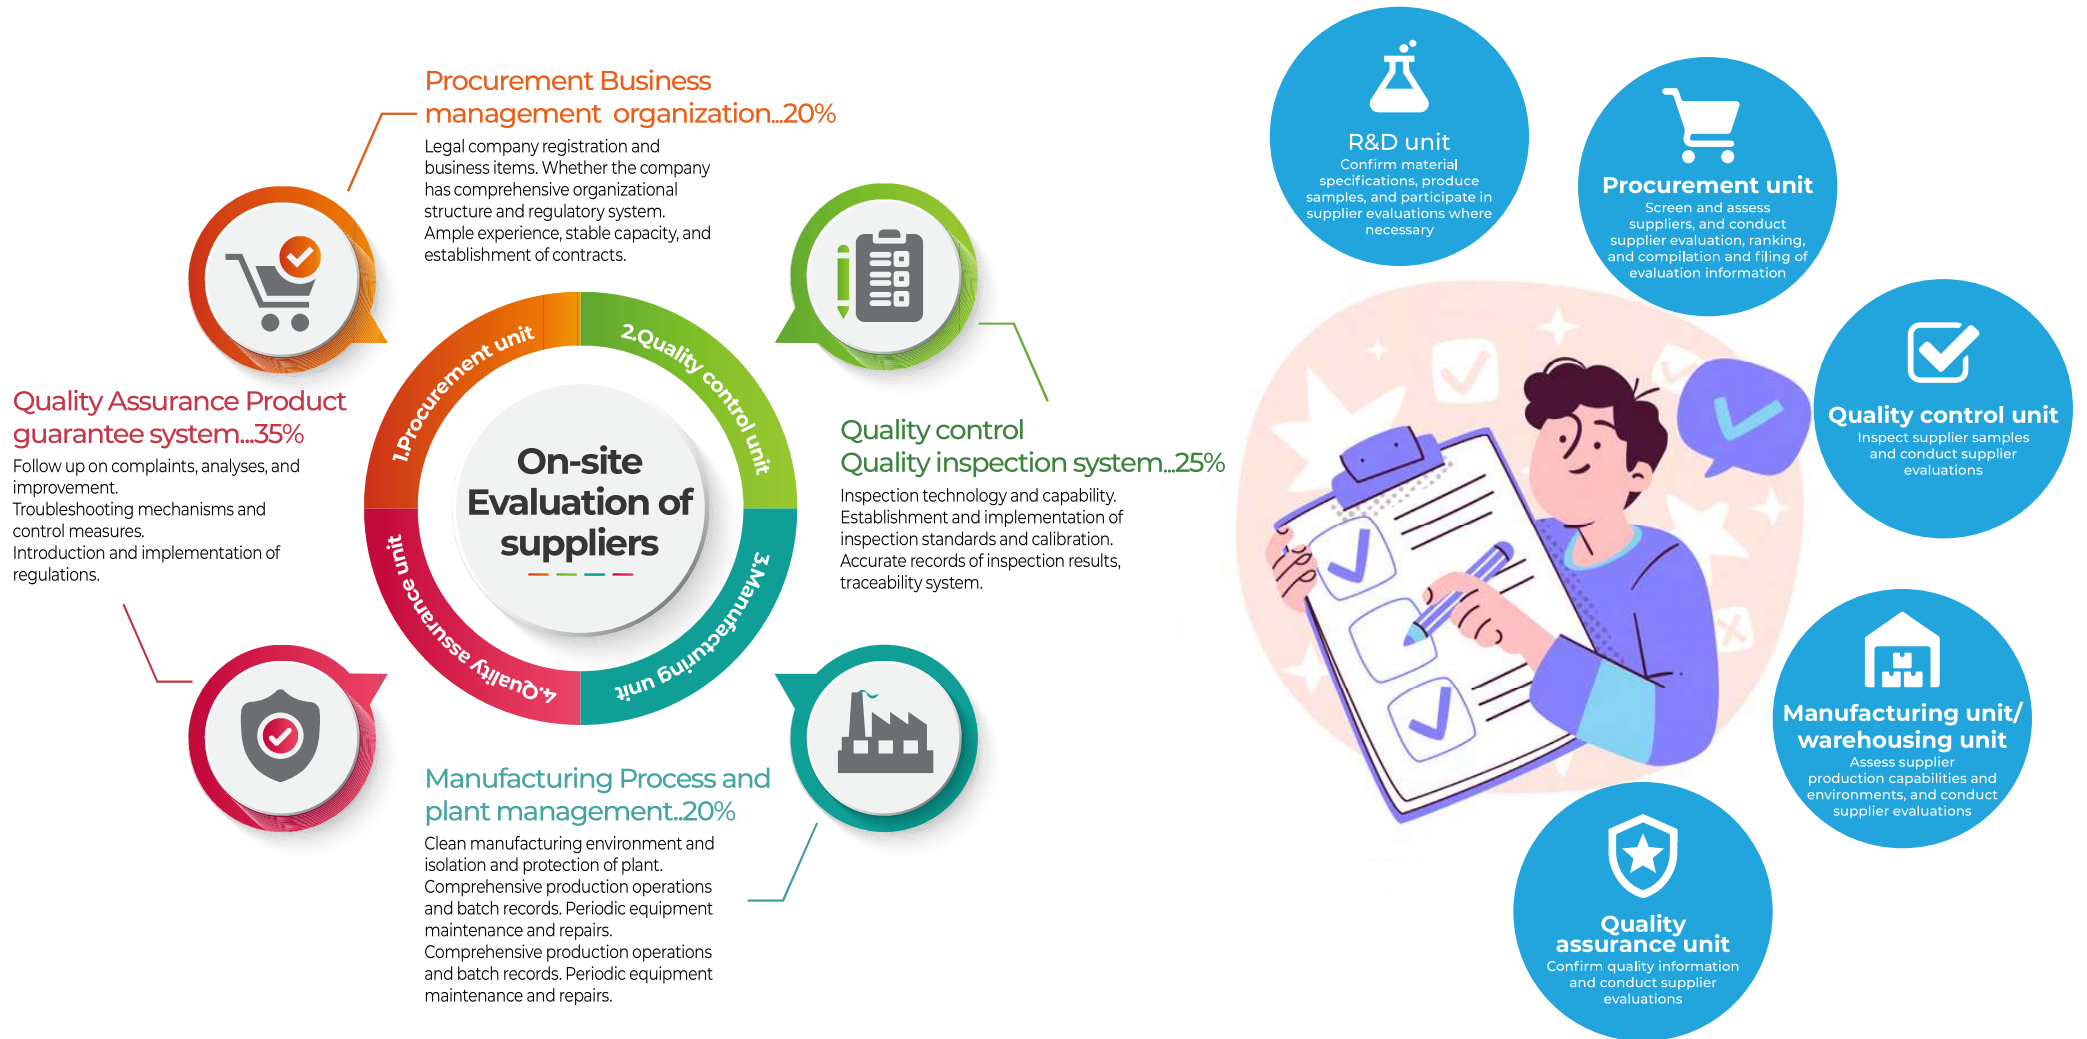 Procurement Business
management organization...20%
Legal company registration and
business items. Whether the company
has comprehensive organizational
structure and regulatory system.
Ample experience, stable capacity, and
establishment of contracts.
Quality Assurance Product
guarantee system...35%
Follow up on complaints, analyses, and
improvement.
Troubleshooting mechanisms and
control measures.
Introduction and implementation of
regulations.
1.Procurement unit
2.Quality control unit
3.Manufacturing unit
4.Quality assurance unit
On-site
Evaluation of
suppliers
Quality control
Quality inspection system...25%
Inspection technology and capability.
Establishment and implementation of
inspection standards and calibration.
Accurate records of inspection results,
traceability system.
Manufacturing Process and
plant management..20%
Clean manufacturing environment and
isolation and protection of plant.
Comprehensive production operations
and batch records. Periodic equipment
maintenance and repairs.
Comprehensive production operations
and batch records. Periodic equipment
maintenance and repairs.
R&D unit
Confirm material
specifications, produce
samples, and participate in
supplier evaluations where
necessary
Procurement unit
Screen and assess
suppliers, and conduct
supplier evaluation, ranking,
and compilation and filing of
evaluation information
Quality control unit
Inspect supplier samples
and conduct supplier
evaluations
Manufacturing unit/
warehousing unit
Assess supplier
production capabilities and
environments, and conduct
supplier evaluations
Quality
assurance unit
Confirm quality information
and conduct supplier
evaluations